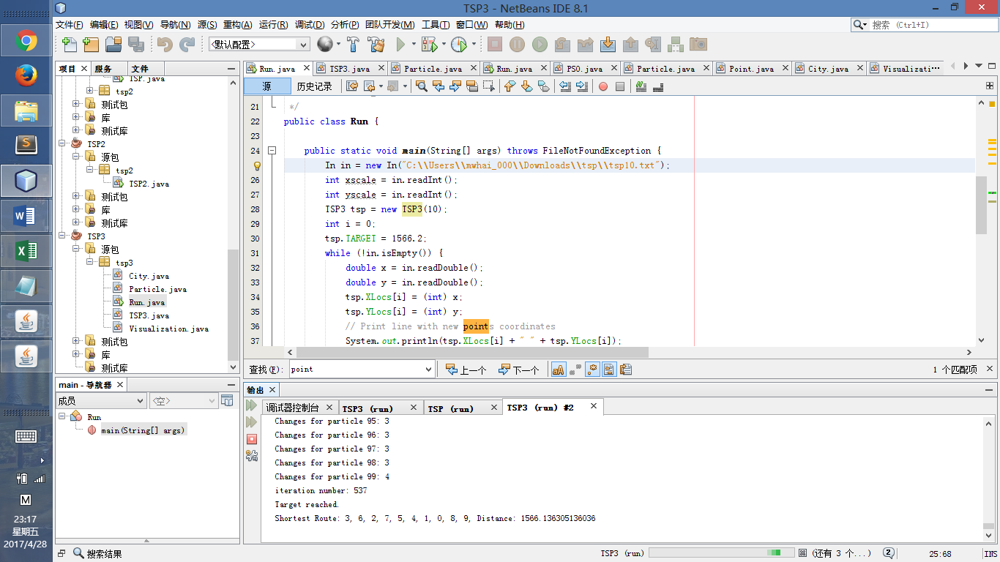 TSP3 - NetBeans IDE 8.1
文件(F) 编辑(E) 视图(V) 导航(N) 源(S) 重构(A) 运行(R) 调试(D) 分析(P) 团队开发(M) 工具(T) 窗口(W) 帮助(H)
搜索 (Ctrl+I)
<默认配置>
项目 服务 文件
TSP.java
tsp2
测试包
库
测试库
TSP2
源包
tsp2
TSP2.java
测试包
库
测试库
TSP3
源包
tsp3
City.java
Particle.java
Run.java
TSP3.java
Visualization.java
测试包
库
测试库
Run.java TSP3.java Particle.java Run.java PSO.java Particle.java Point.java City.java Visualizati...
源 历史记录
21 */
22 public class Run {
23
24 public static void main(String[] args) throws FileNotFoundException {
In in = new In("C:\\Users\\mwhai_000\\Downloads\\tsp\\tsp10.txt");
26 int xscale = in.readInt();
27 int yscale = in.readInt();
28 TSP3 tsp = new TSP3(10);
29 int i = 0;
30 tsp.TARGET = 1566.2;
31 while (!in.isEmpty()) {
32 double x = in.readDouble();
33 double y = in.readDouble();
34 tsp.XLocs[i] = (int) x;
35 tsp.YLocs[i] = (int) y;
36 // Print line with new points coordinates
37 System.out.println(tsp.XLocs[i] + " " + tsp.YLocs[i]);
查找(F): point 上一个 下一个 aA 1 个匹配项
main - 导航器
成员 <空>
Run
main(String[] args)
输出
调试器控制台 TSP3 (run) TSP (run) TSP3 (run) #2
Changes for particle 95: 3
Changes for particle 96: 3
Changes for particle 97: 3
Changes for particle 98: 3
Changes for particle 99: 4
iteration number: 537
Target reached.
Shortest Route: 3, 6, 2, 7, 5, 4, 1, 0, 8, 9, Distance: 1566.136305136036
M
23:17
星期五
2017/4/28
搜索结果
TSP3 (run) (还有 3 个...) 2 25:68 INS